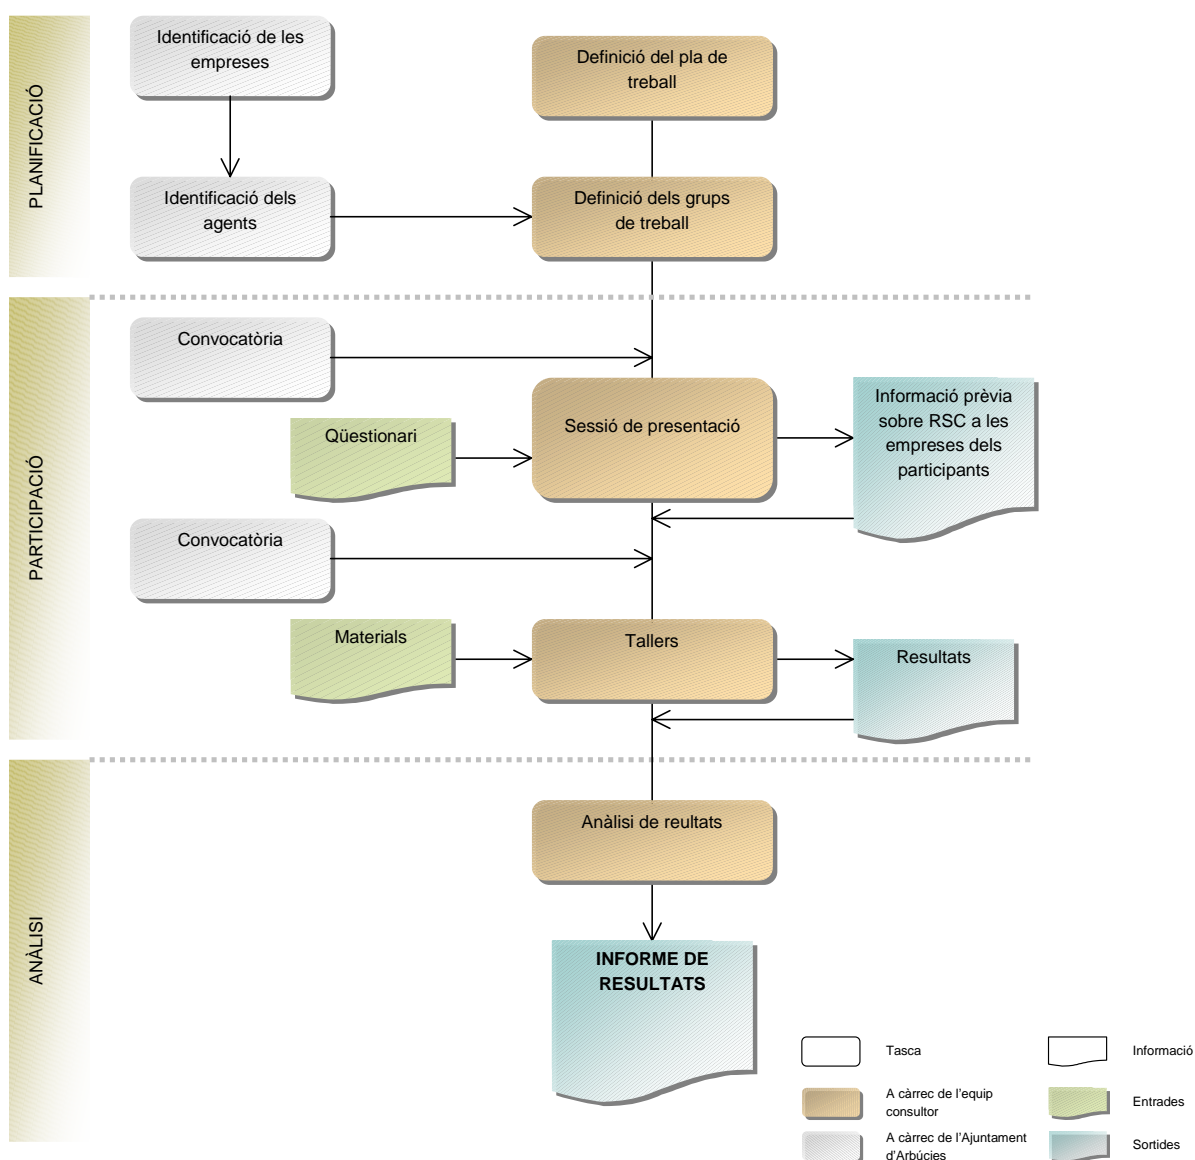 PLANIFICACIÓ
Identificació de les
empreses
Definició del pla de
treball
Identificació dels
agents
Definició dels grups
de treball
PARTICIPACIÓ
Convocatòria
Qüestionari
Sessió de presentació
Informació prèvia
sobre RSC a les
empreses dels
participants
Convocatòria
Materials
Tallers
Resultats
ANÀLISI
Anàlisi de reultats
INFORME DE
RESULTATS
Tasca
Informació
A càrrec de l'equip
consultor
Entrades
A càrrec de l'Ajuntament
d'Arbúcies
Sortides